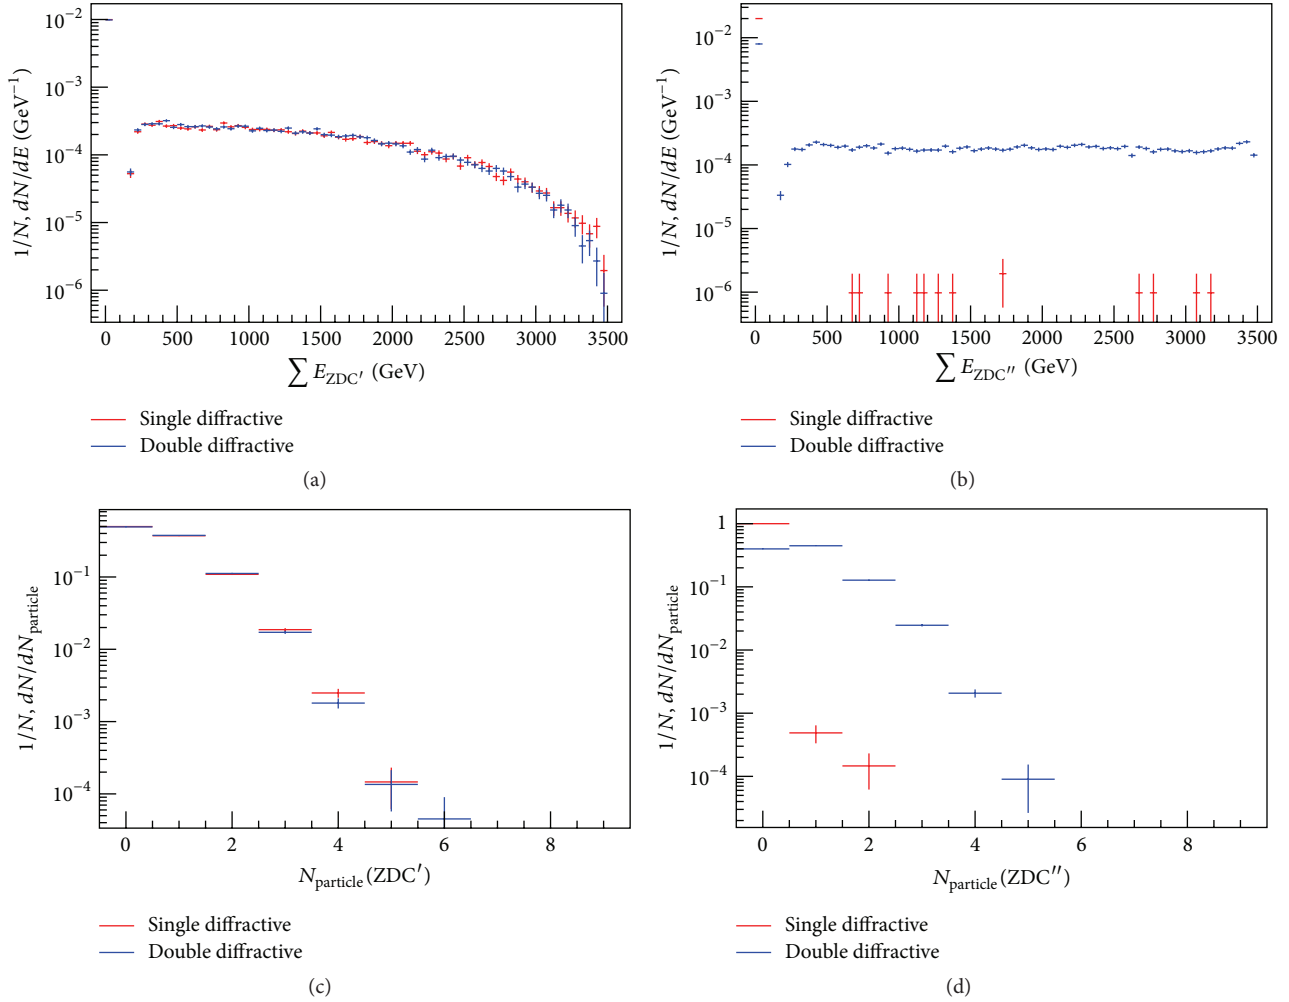 1/N, dN/dE (GeV⁻¹)
10⁻²
10⁻³
10⁻⁴
10⁻⁵
10⁻⁶
0 500 1000 1500 2000 2500 3000 3500
∑ E_ZDC′ (GeV)
Single diffractive
Double diffractive
(a)
1/N, dN/dE (GeV⁻¹)
10⁻²
10⁻³
10⁻⁴
10⁻⁵
10⁻⁶
0 500 1000 1500 2000 2500 3000 3500
∑ E_ZDC″ (GeV)
Single diffractive
Double diffractive
(b)
1/N, dN/dN_particle
10⁻¹
10⁻²
10⁻³
10⁻⁴
0 2 4 6 8
N_particle(ZDC′)
Single diffractive
Double diffractive
(c)
1/N, dN/dN_particle
1
10⁻¹
10⁻²
10⁻³
10⁻⁴
0 2 4 6 8
N_particle(ZDC″)
Single diffractive
Double diffractive
(d)